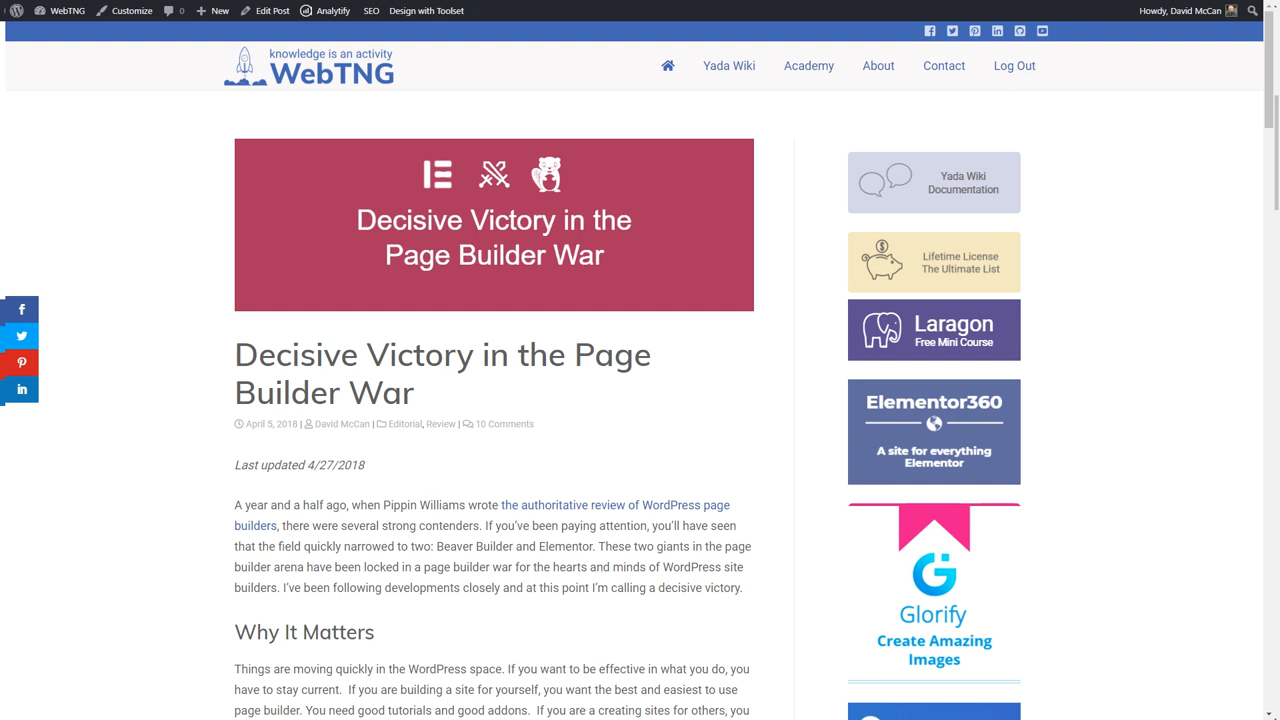 WebTNG Customize 0 New Edit Post Analytify SEO Design with Toolset Howdy, David McCan
knowledge is an activity
WebTNG
Yada Wiki Academy About Contact Log Out
Decisive Victory in the
Page Builder War
Decisive Victory in the Page
Builder War
April 5, 2018 | David McCan | Editorial, Review | 10 Comments
Last updated 4/27/2018
A year and a half ago, when Pippin Williams wrote the authoritative review of WordPress page
builders, there were several strong contenders. If you’ve been paying attention, you’ll have seen
that the field quickly narrowed to two: Beaver Builder and Elementor. These two giants in the page
builder arena have been locked in a page builder war for the hearts and minds of WordPress site
builders. I’ve been following developments closely and at this point I’m calling a decisive victory.
Why It Matters
Things are moving quickly in the WordPress space. If you want to be effective in what you do, you
have to stay current. If you are building a site for yourself, you want the best and easiest to use
page builder. You need good tutorials and good addons. If you are a creating sites for others, you
Yada Wiki
Documentation
Lifetime License
The Ultimate List
Laragon
Free Mini Course
Elementor360
A site for everything
Elementor
Glorify
Create Amazing
Images